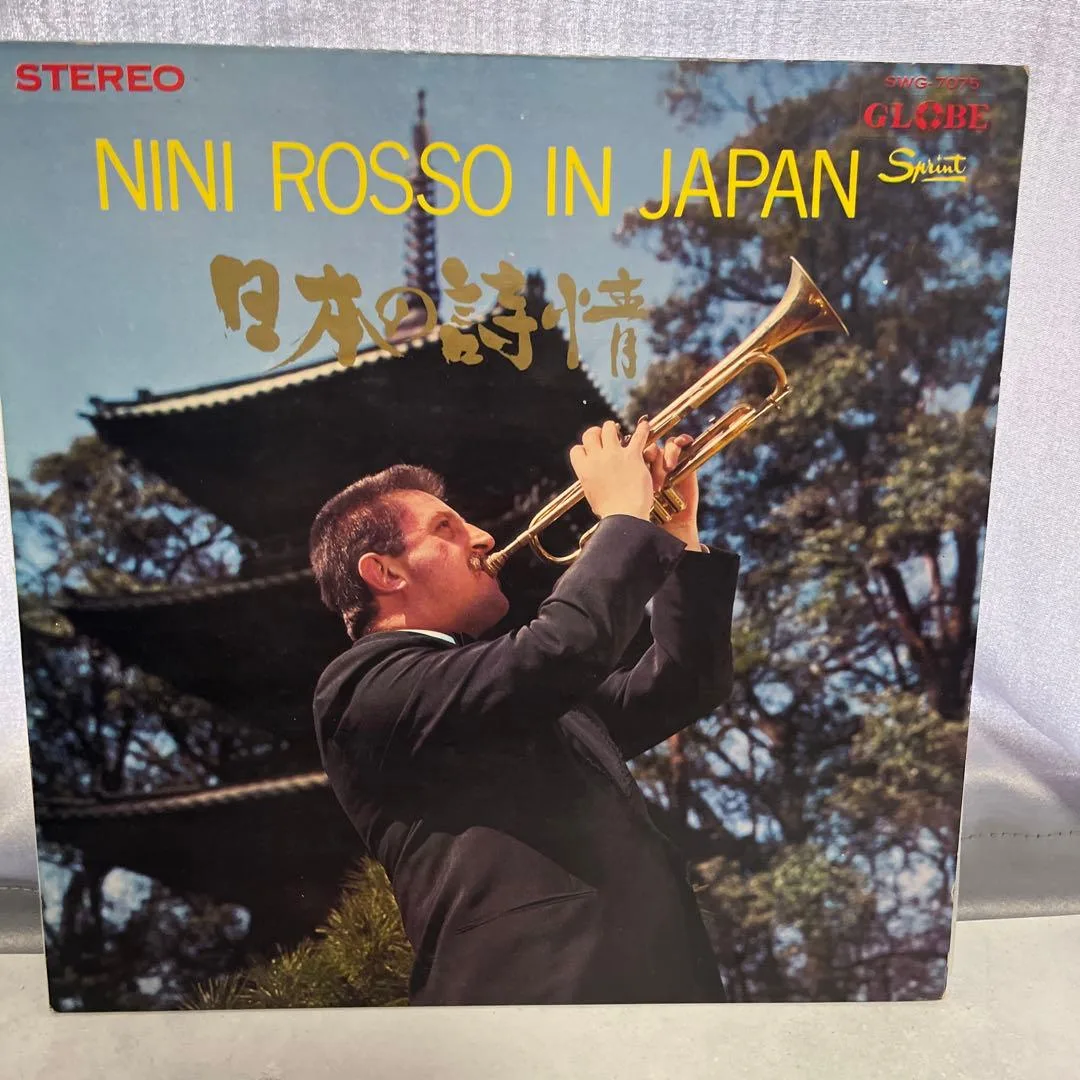 STEREO
SWG-7075
GLOBE
NINI ROSSO IN JAPAN
Sprint
日本の詩情